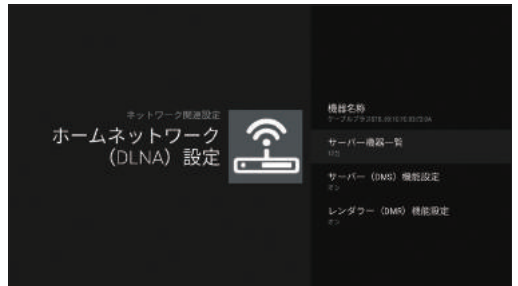 ネットワーク関連設定
ホームネットワーク
(DLNA) 設定
機器名称
サーバー機器一覧
サーバー (DMS) 機能設定
オン
レンダラー (DMR) 機能設定
オン